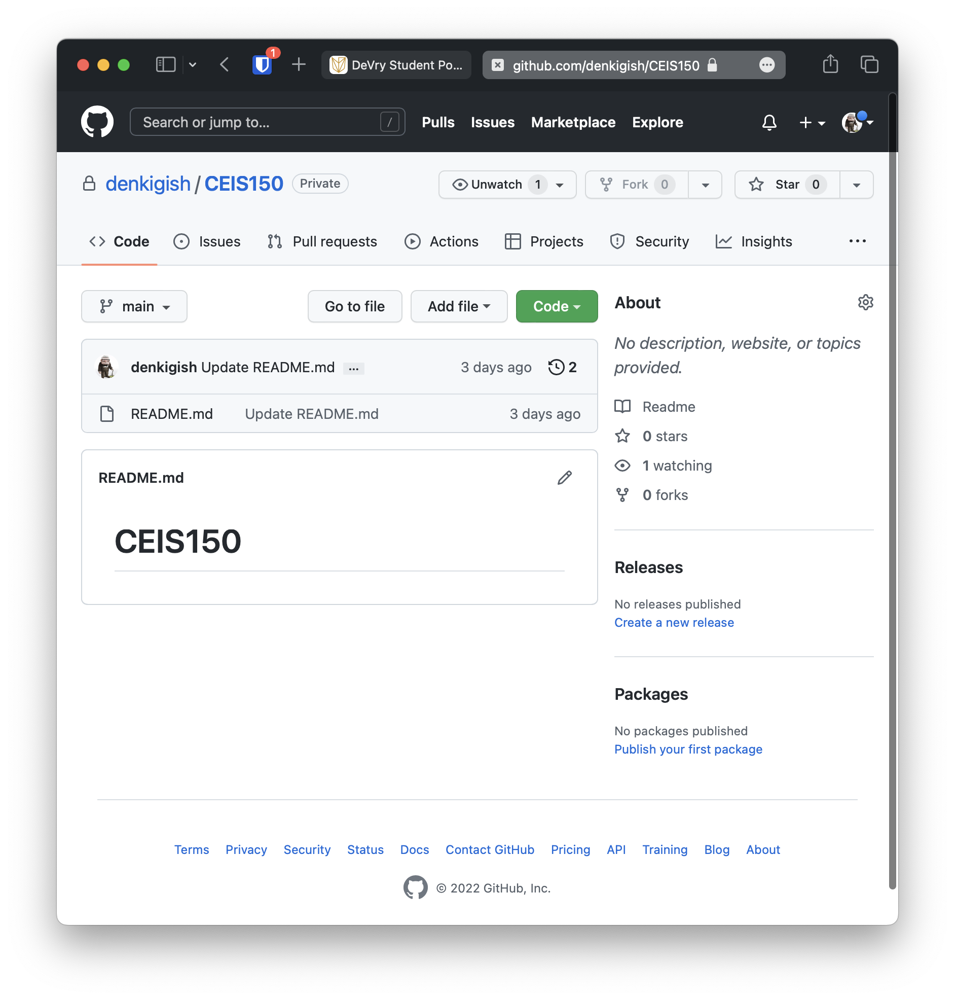 1
DeVry Student Po...
github.com/denkigish/CEIS150
Search or jump to... /
Pulls Issues Marketplace Explore
denkigish / CEIS150 Private
Unwatch 1 Fork 0 Star 0
Code Issues Pull requests Actions Projects Security Insights ...
main Go to file Add file Code
denkigish Update README.md ... 3 days ago 2
README.md Update README.md 3 days ago
README.md
CEIS150
About
No description, website, or topics
provided.
Readme
0 stars
1 watching
0 forks
Releases
No releases published
Create a new release
Packages
No packages published
Publish your first package
Terms Privacy Security Status Docs Contact GitHub Pricing API Training Blog About
© 2022 GitHub, Inc.